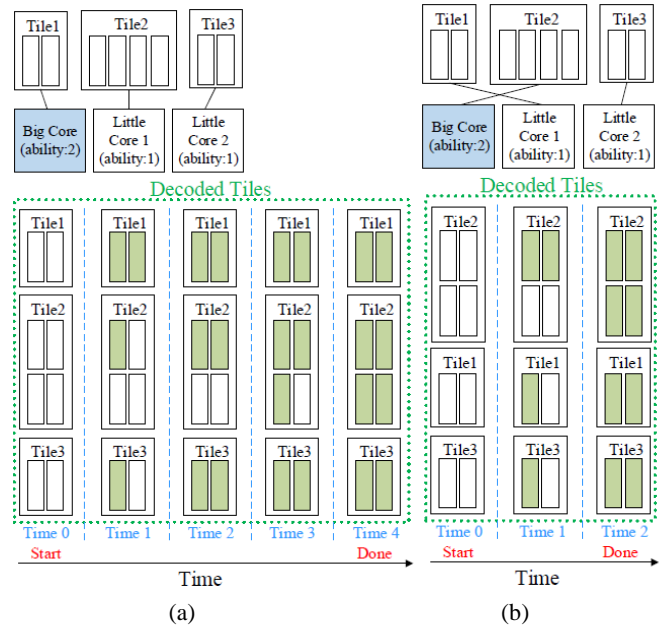 Tile1
Tile2
Tile3
Big Core
(ability:2)
Little
Core 1
(ability:1)
Little
Core 2
(ability:1)
Decoded Tiles
Tile1
Tile1
Tile1
Tile1
Tile1
Tile2
Tile2
Tile2
Tile2
Tile2
Tile3
Tile3
Tile3
Tile3
Tile3
Time 0
Time 1
Time 2
Time 3
Time 4
Start
Done
Time
(a)
Tile1
Tile2
Tile3
Big Core
(ability:2)
Little
Core 1
(ability:1)
Little
Core 2
(ability:1)
Decoded Tiles
Tile2
Tile2
Tile2
Tile1
Tile1
Tile1
Tile3
Tile3
Tile3
Time 0
Time 1
Time 2
Start
Done
Time
(b)